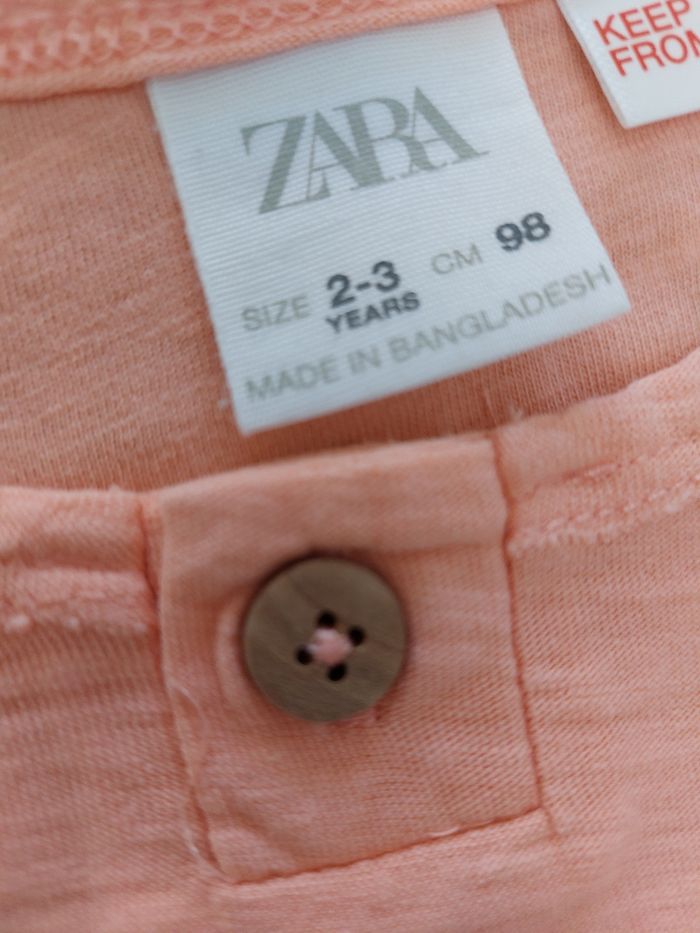 ZARA
SIZE 2-3 CM 98
YEARS
MADE IN BANGLADESH
KEEP
FROM